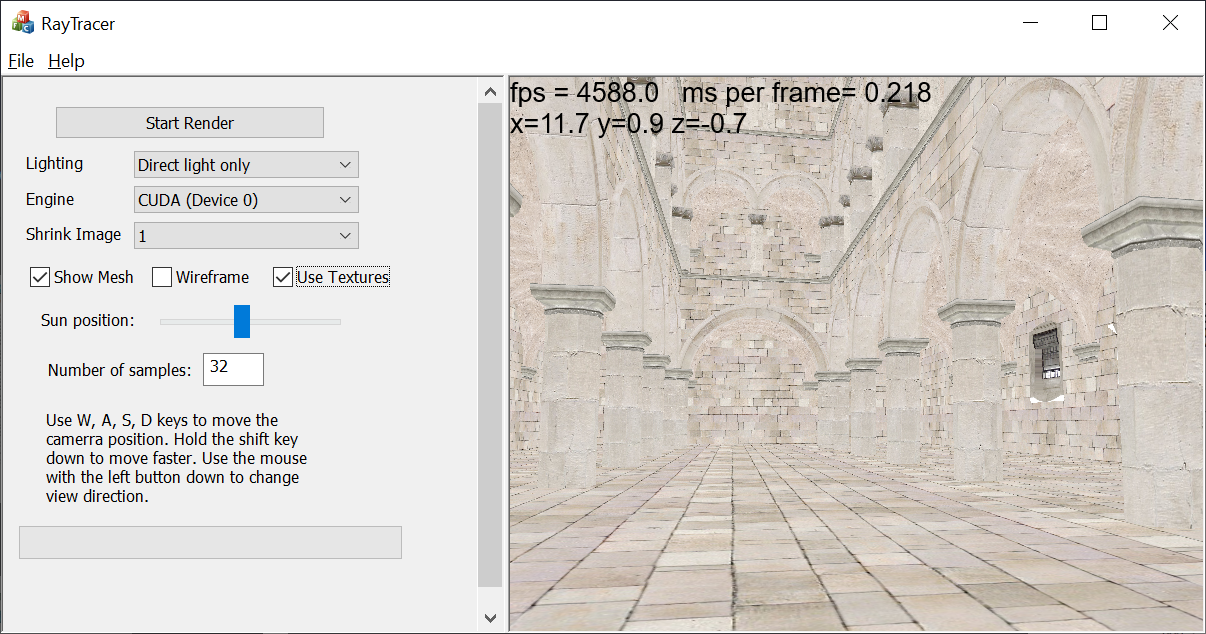 RayTracer
File Help
Start Render
Lighting Direct light only
Engine CUDA (Device 0)
Shrink Image 1
Show Mesh Wireframe Use Textures
Sun position:
Number of samples: 32
Use W, A, S, D keys to move the
camerra position. Hold the shift key
down to move faster. Use the mouse
with the left button down to change
view direction.
fps = 4588.0 ms per frame= 0.218
x=11.7 y=0.9 z=-0.7